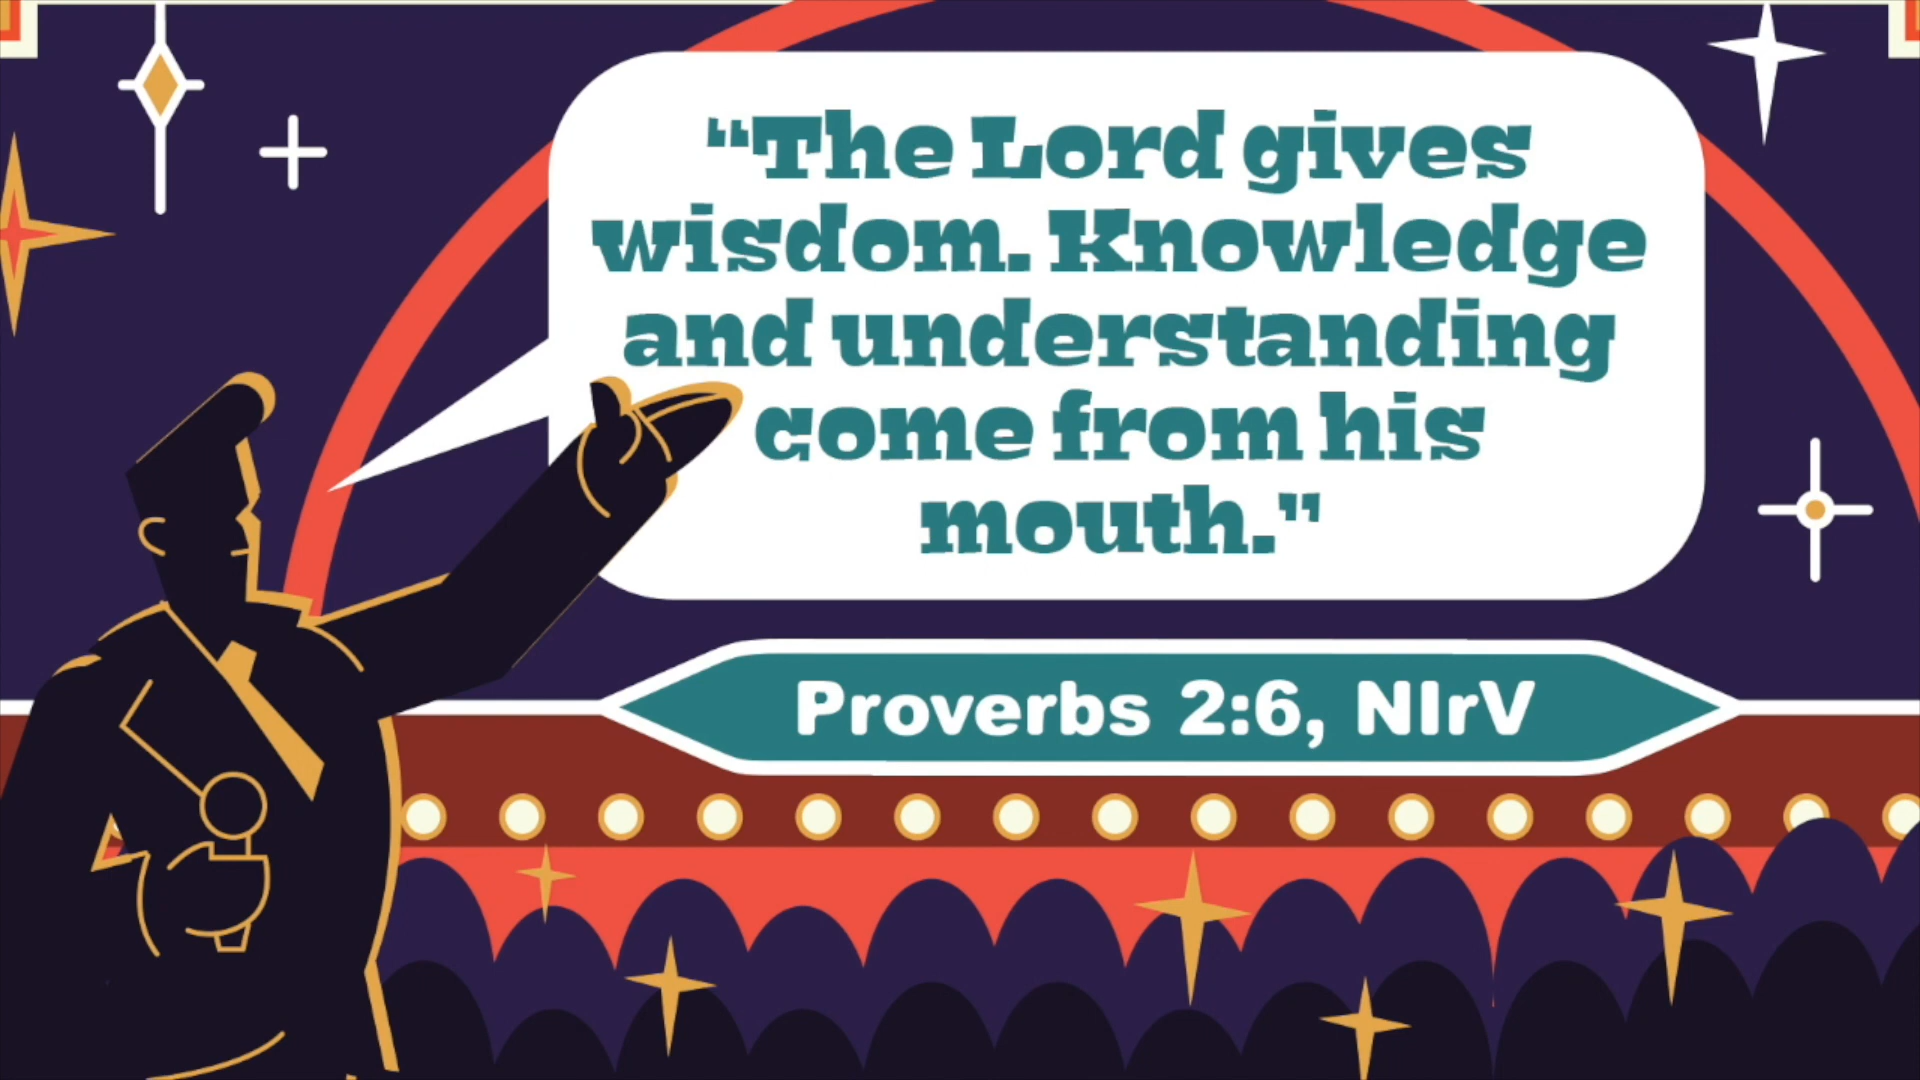 “The Lord gives
wisdom. Knowledge
and understanding
come from his
mouth.”
Proverbs 2:6, NIrV